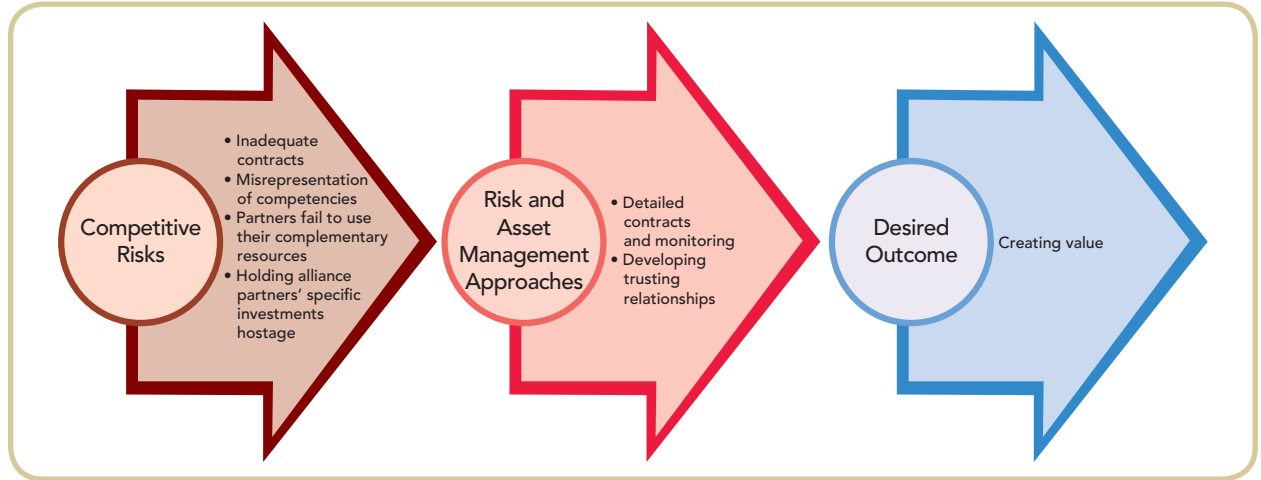 Competitive
Risks
• Inadequate
contracts
• Misrepresentation
of competencies
• Partners fail to use
their complementary
resources
• Holding alliance
partners’ specific
investments
hostage
Risk and
Asset
Management
Approaches
• Detailed
contracts
and monitoring
• Developing
trusting
relationships
Desired
Outcome
Creating value